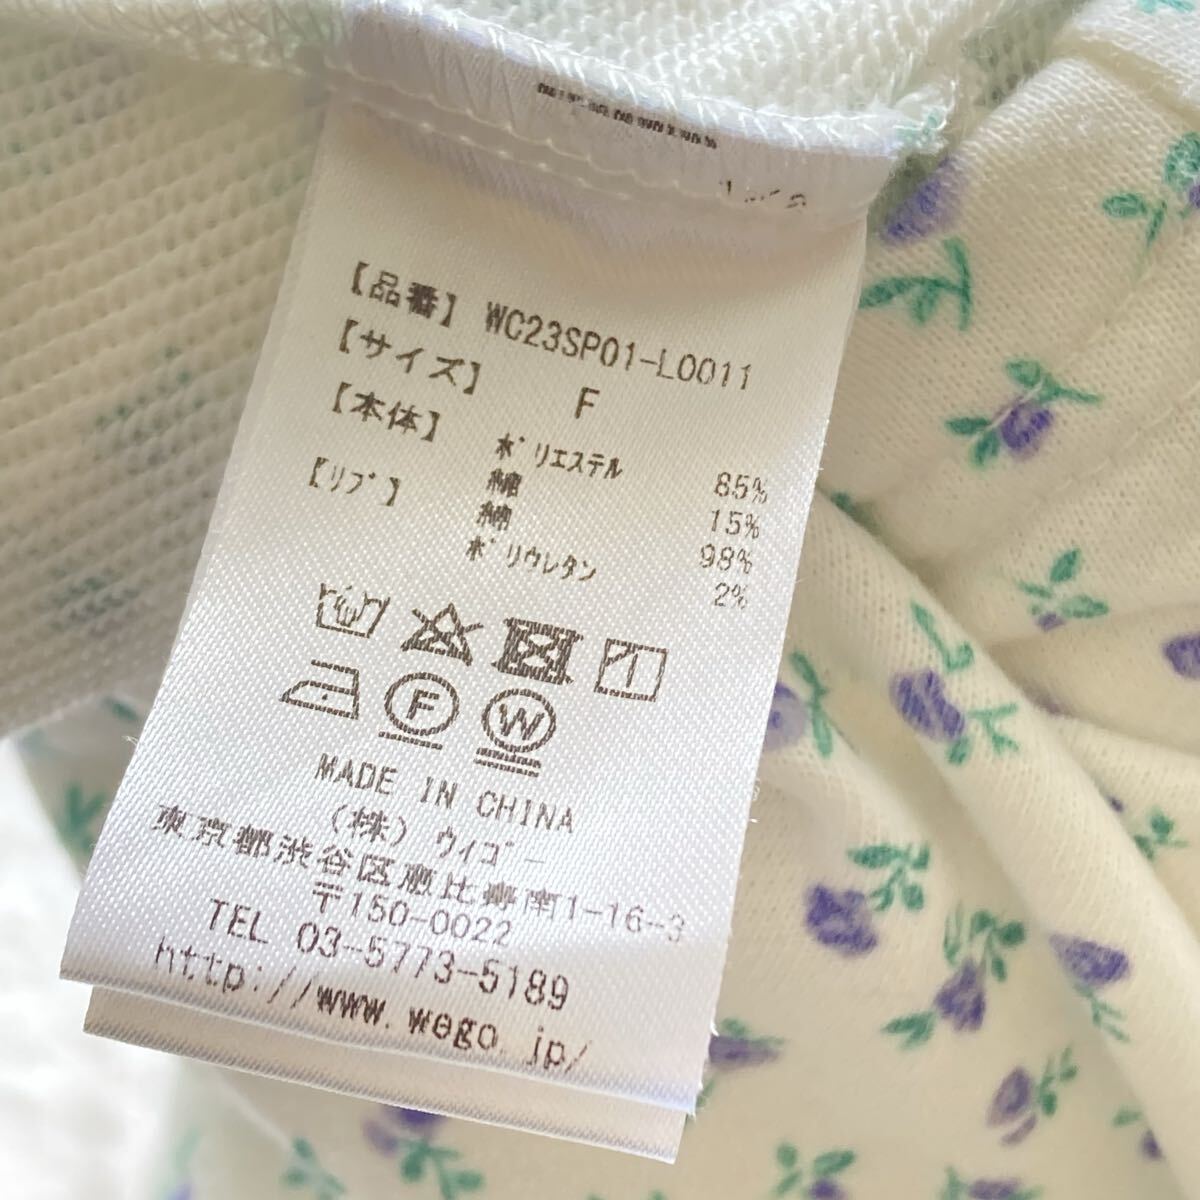 【品番】 WC23SP01-L0011
【サイズ】 F
【本体】 ポリエステル 85%
綿 15%
【リブ】 綿 98%
ポリウレタン 2%
F
W
MADE IN CHINA
(株) ウィゴー
東京都渋谷区恵比寿南1-16-3
〒150-0022
TEL 03-5773-5189
http://www.wego.jp/